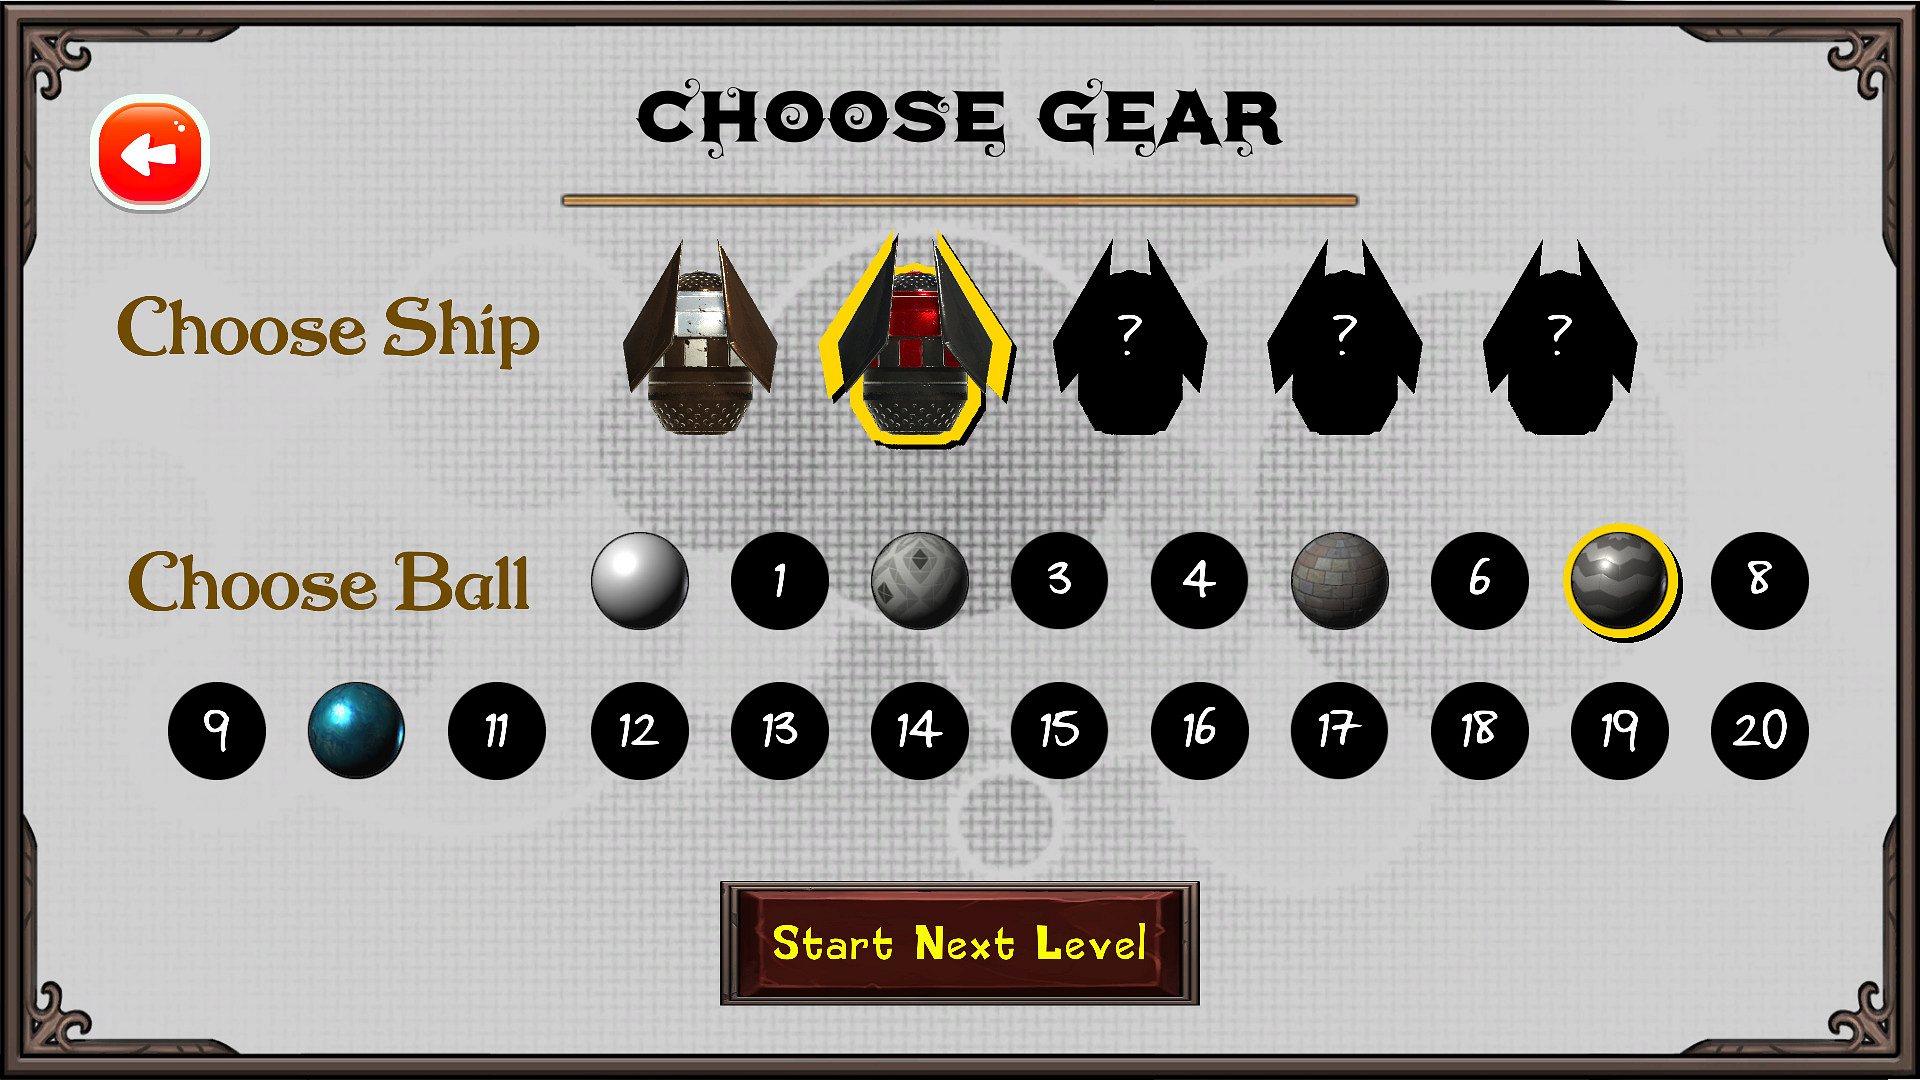 CHOOSE GEAR
Choose Ship
? ? ?
Choose Ball
1 3 4 6 8
9 11 12 13 14 15 16 17 18 19 20
Start Next Level